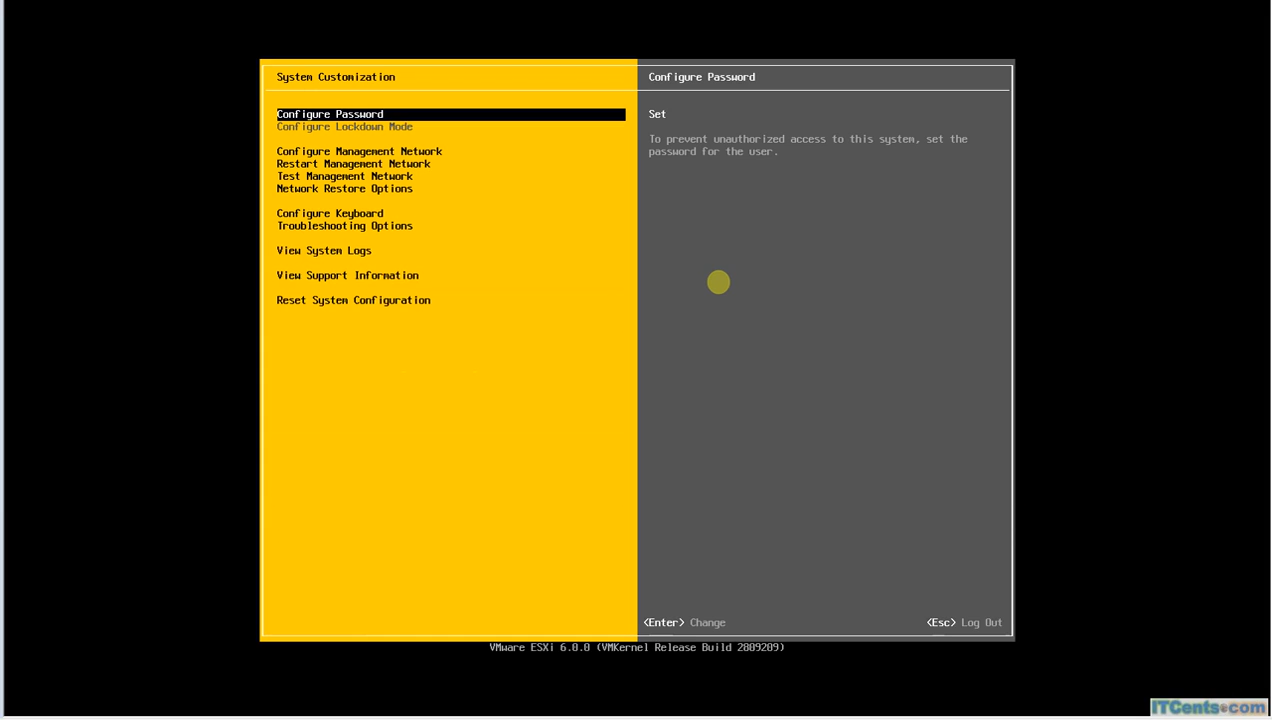 System Customization
Configure Password
Configure Lockdown Mode
Configure Management Network
Restart Management Network
Test Management Network
Network Restore Options
Configure Keyboard
Troubleshooting Options
View System Logs
View Support Information
Reset System Configuration
Configure Password
Set
To prevent unauthorized access to this system, set the
password for the user.
<Enter> Change
<Esc> Log Out
VMware ESXi 6.0.0 (VMKernel Release Build 2809209)
ITCents.com